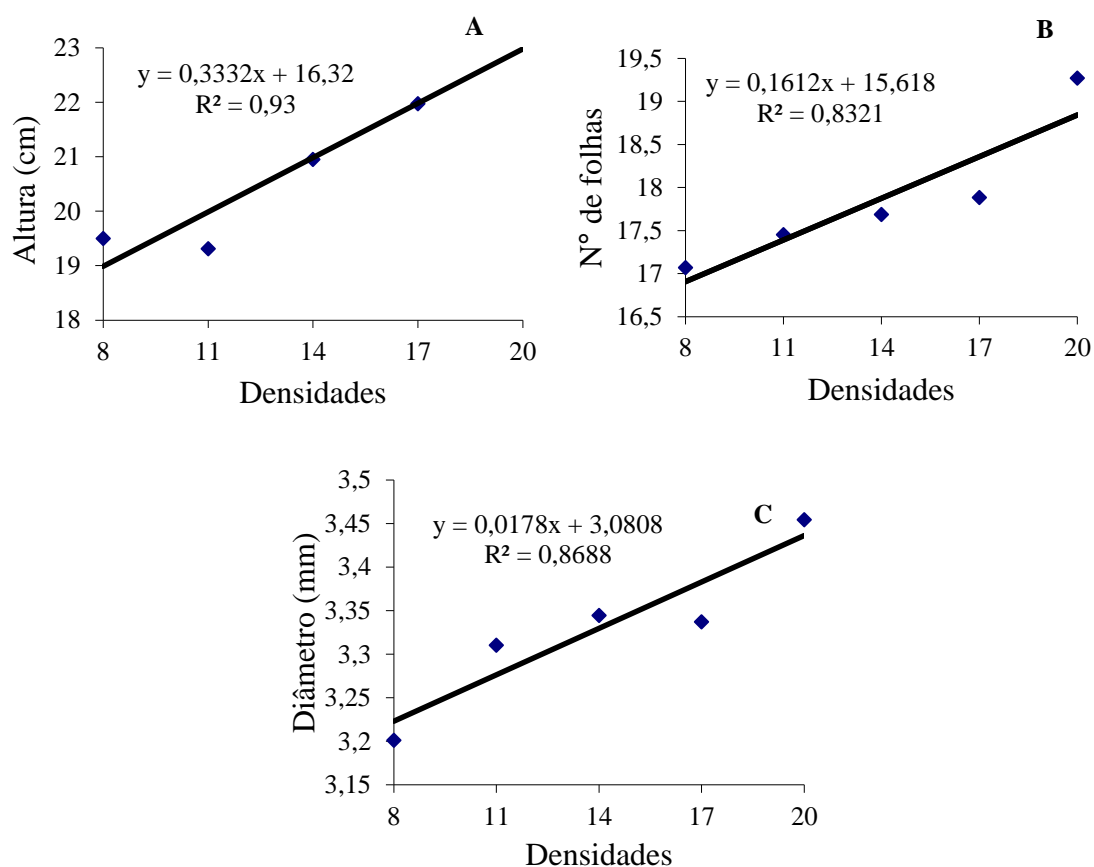 A
y = 0,3332x + 16,32
R² = 0,93
23
22
21
20
19
18
Altura (cm)
8 11 14 17 20
Densidades
B
y = 0,1612x + 15,618
R² = 0,8321
19,5
19
18,5
18
17,5
17
16,5
N° de folhas
8 11 14 17 20
Densidades
C
y = 0,0178x + 3,0808
R² = 0,8688
3,5
3,45
3,4
3,35
3,3
3,25
3,2
3,15
Diâmetro (mm)
8 11 14 17 20
Densidades